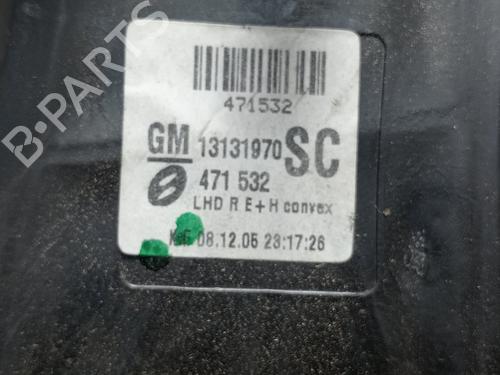 471532
GM 13131970 SC
471 532
LHD R E+H convex
08.12.05 23:17:26
B-PARTS